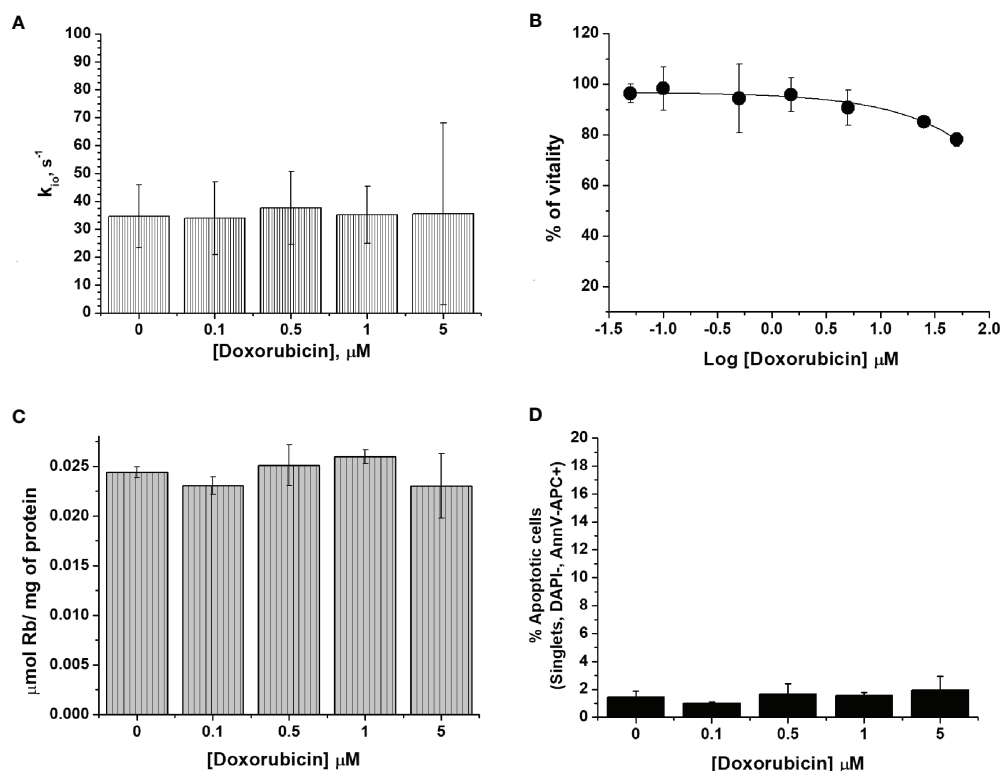 A
100
90
80
70
60
50
40
30
20
10
0
k_io, s^-1
0 0.1 0.5 1 5
[Doxorubicin], μM
B
120
100
80
60
40
20
% of vitality
-1.5 -1.0 -0.5 0.0 0.5 1.0 1.5 2.0
Log [Doxorubicin] μM
C
0.025
0.020
0.015
0.010
0.005
0.000
μmol Rb/ mg of protein
0 0.1 0.5 1 5
[Doxorubicin] μM
D
20
18
16
14
12
10
8
6
4
2
0
% Apoptotic cells
(Singlets, DAPI-, AnnV-APC+)
0 0.1 0.5 1 5
[Doxorubicin] μM